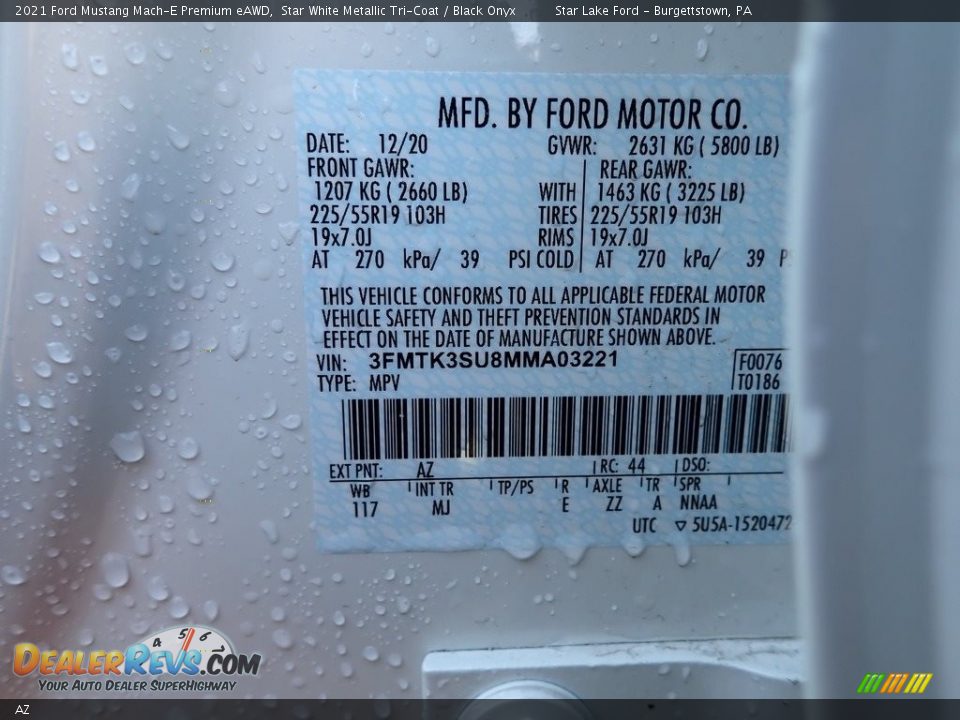 2021 Ford Mustang Mach-E Premium eAWD,  Star White Metallic Tri-Coat / Black Onyx     Star Lake Ford - Burgettstown, PA
MFD. BY FORD MOTOR CO.
DATE: 12/20 GVWR: 2631 KG ( 5800 LB)
FRONT GAWR: REAR GAWR:
1207 KG ( 2660 LB) WITH 1463 KG ( 3225 LB)
225/55R19 103H TIRES 225/55R19 103H
19x7.0J RIMS 19x7.0J
AT 270 kPa/ 39 PSI COLD AT 270 kPa/ 39
THIS VEHICLE CONFORMS TO ALL APPLICABLE FEDERAL MOTOR
VEHICLE SAFETY AND THEFT PREVENTION STANDARDS IN
EFFECT ON THE DATE OF MANUFACTURE SHOWN ABOVE.
VIN: 3FMTK3SU8MMA03221
F0076
TYPE: MPV T0186
EXT PNT: AZ RC: 44 DSO:
WB INT TR TP/PS R AXLE TR SPR
117 MJ E ZZ A NNAA
UTC ▽ 5U5A-1520472
4 5 6
DEALERREVS.COM
YOUR AUTO DEALER SUPERHIGHWAY
AZ